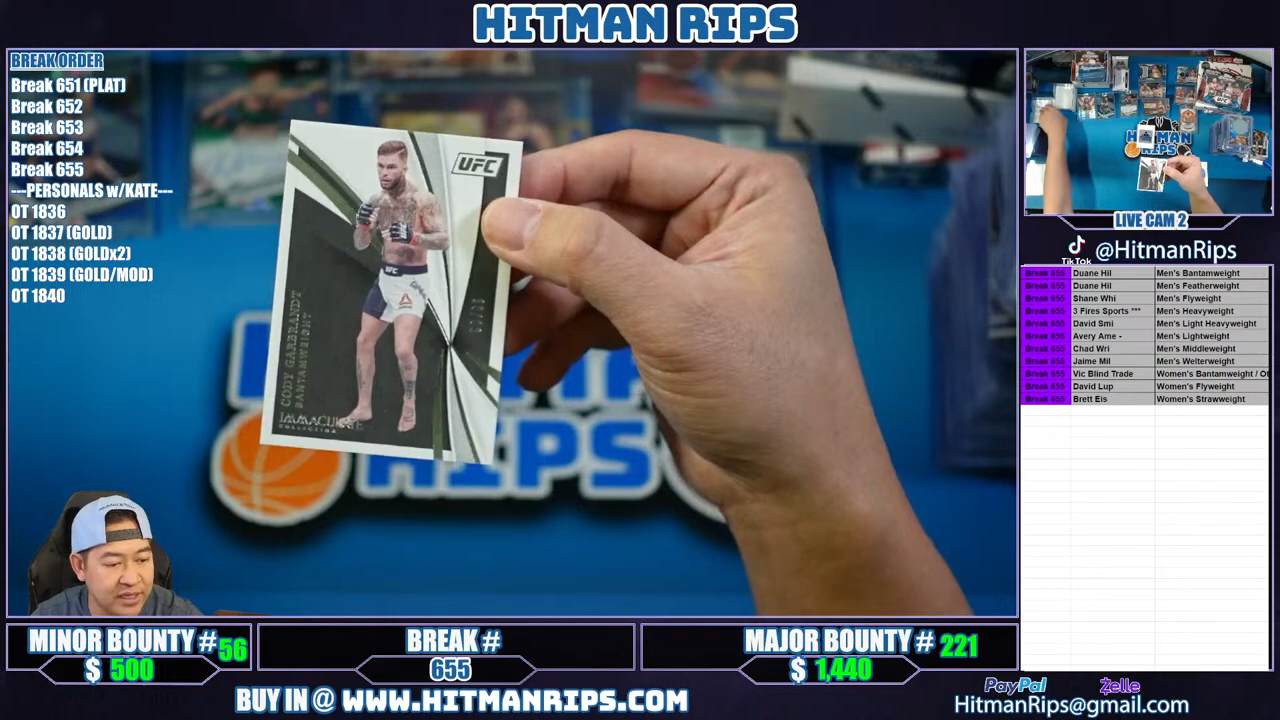 HITMAN RIPS
BREAK ORDER
Break 651 (PLAT)
Break 652
Break 653
Break 654
Break 655
---PERSONALS w/KATE---
OT 1836
OT 1837 (GOLD)
OT 1838 (GOLDx2)
OT 1839 (GOLD/MOD)
OT 1840
UFC
CODY GARBRANDT
BANTAMWEIGHT
IMMACULATE
COLLECTION
RIPS
LIVE CAM 2
TikTok @HitmanRips
Break 655 Duane Hil Men's Bantamweight
Break 655 Duane Hil Men's Featherweight
Break 655 Shane Whi Men's Flyweight
Break 655 3 Fires Sports *** Men's Heavyweight
Break 655 David Smi Men's Light Heavyweight
Break 655 Avery Ame - Men's Lightweight
Break 655 Chad Wri Men's Middleweight
Break 655 Jaime Mil Men's Welterweight
Break 655 Vic Blind Trade Women's Bantamweight / Ot
Break 655 David Lup Women's Flyweight
Break 655 Brett Eis Women's Strawweight
MINOR BOUNTY # 56
$ 500
BREAK #
655
MAJOR BOUNTY # 221
$ 1,440
BUY IN @ WWW.HITMANRIPS.COM
PayPal Zelle
HitmanRips@gmail.com